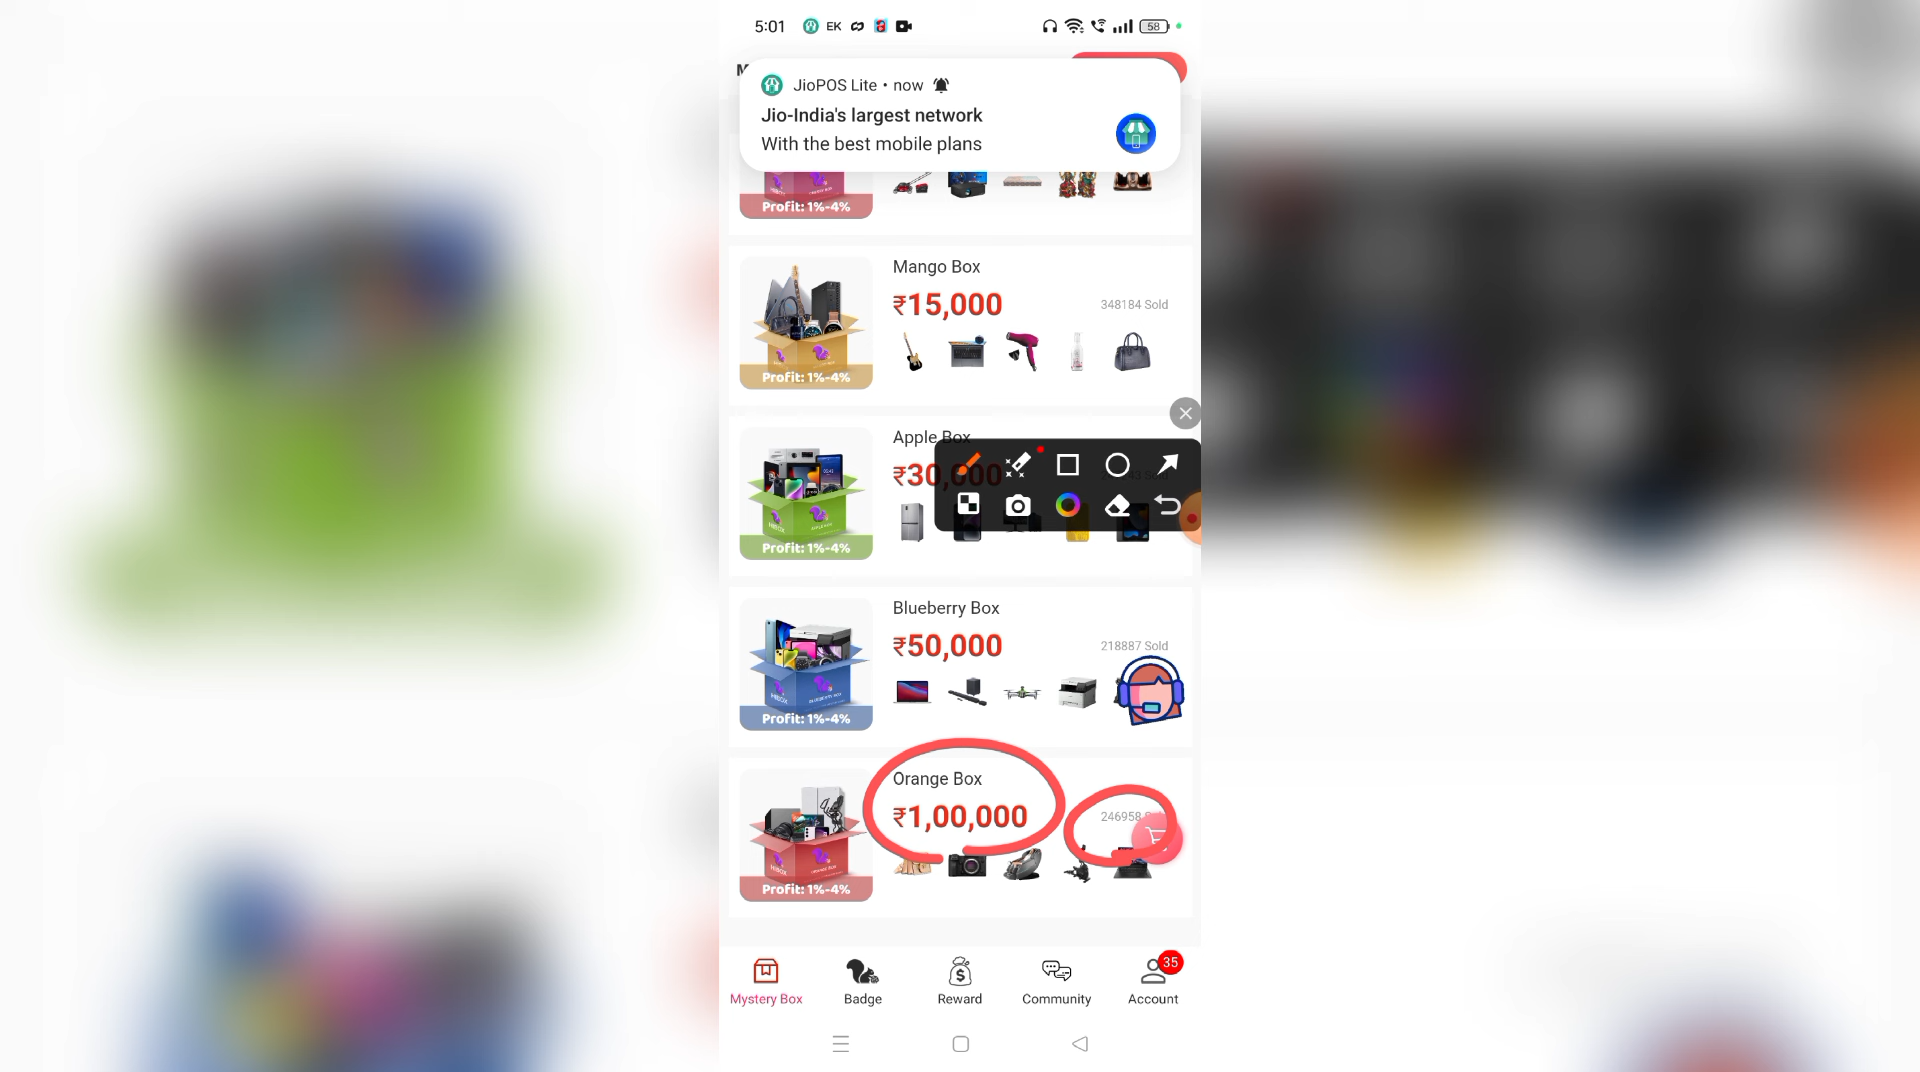 5:01 EK 58
JioPOS Lite • now
Jio-India's largest network
With the best mobile plans
Profit: 1%-4%
Mango Box
₹15,000
348184 Sold
Profit: 1%-4%
Apple Box
₹30,000
Profit: 1%-4%
Blueberry Box
₹50,000
218887 Sold
Profit: 1%-4%
Orange Box
₹1,00,000
246958
Profit: 1%-4%
35
Mystery Box
Badge
Reward
Community
Account